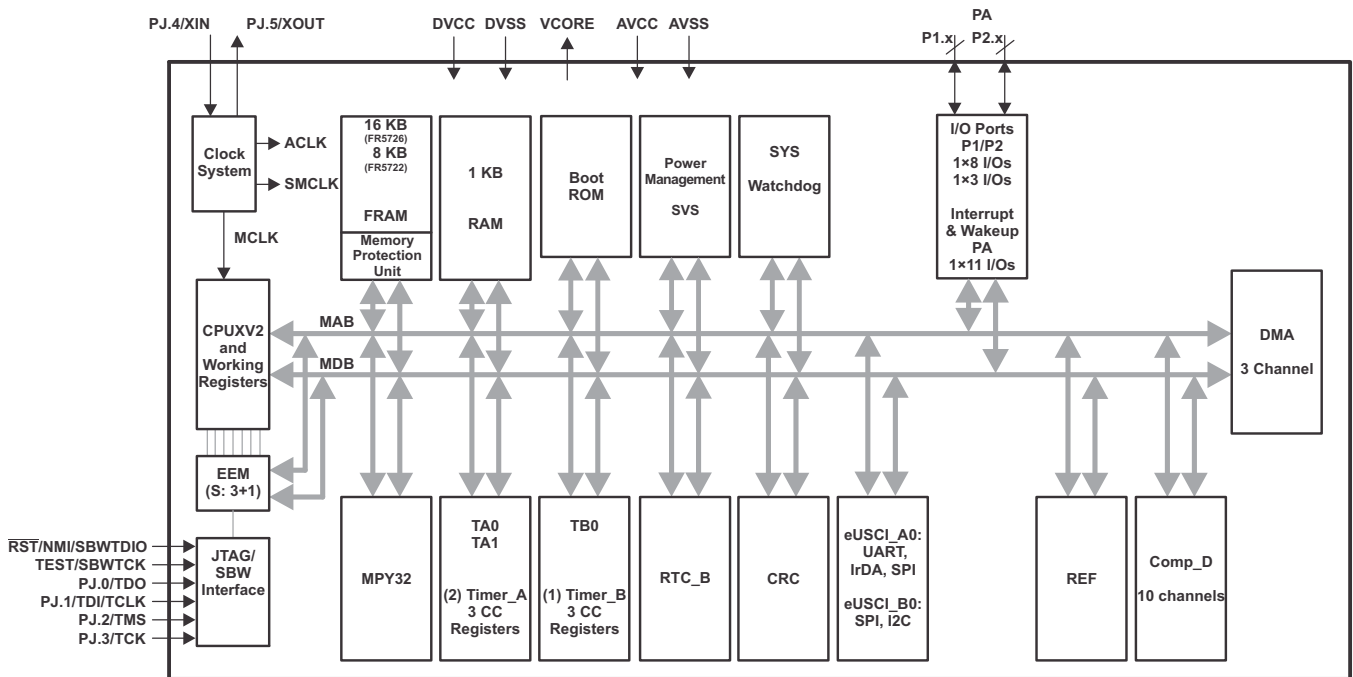 PJ.4/XIN
PJ.5/XOUT
DVCC
DVSS
VCORE
AVCC
AVSS
PA
P1.x
P2.x
Clock
System
ACLK
SMCLK
MCLK
16 KB
(FR5726)
8 KB
(FR5722)
FRAM
Memory
Protection
Unit
1 KB
RAM
Boot
ROM
Power
Management
SVS
SYS
Watchdog
I/O Ports
P1/P2
1×8 I/Os
1×3 I/Os
Interrupt
& Wakeup
PA
1×11 I/Os
CPUXV2
and
Working
Registers
MAB
MDB
DMA
3 Channel
EEM
(S: 3+1)
RST/NMI/SBWTDIO
TEST/SBWTCK
PJ.0/TDO
PJ.1/TDI/TCLK
PJ.2/TMS
PJ.3/TCK
JTAG/
SBW
Interface
MPY32
TA0
TA1
(2) Timer_A
3 CC
Registers
TB0
(1) Timer_B
3 CC
Registers
RTC_B
CRC
eUSCI_A0:
UART,
IrDA, SPI
eUSCI_B0:
SPI, I2C
REF
Comp_D
10 channels